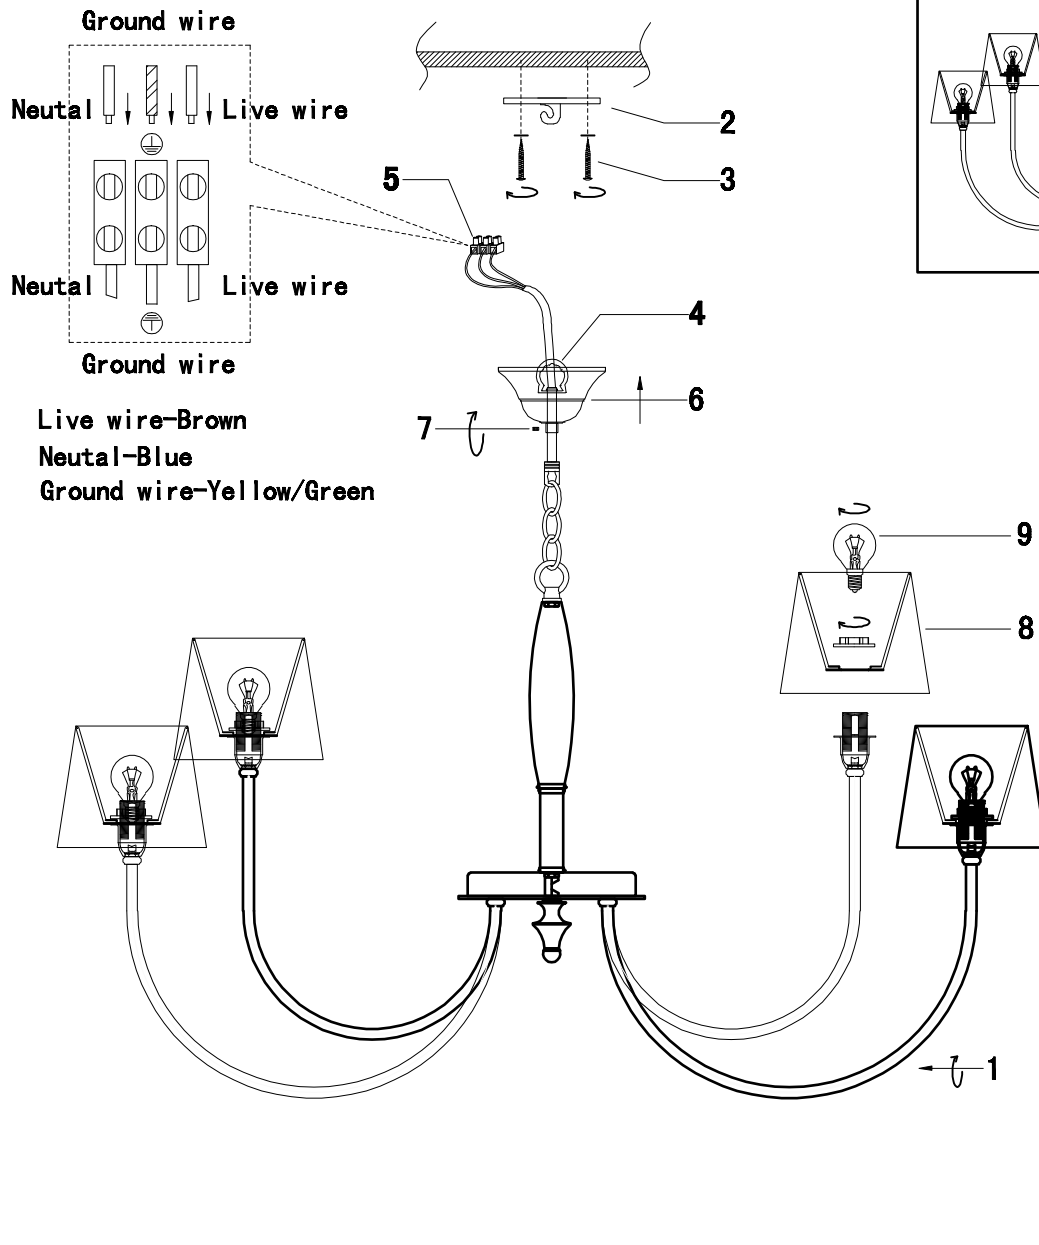 Ground wire
Neutal Live wire
2
5 3
Neutal Live wire
4
Ground wire
6
Live wire-Brown
7
Neutal-Blue
Ground wire-Yellow/Green
9
8
1